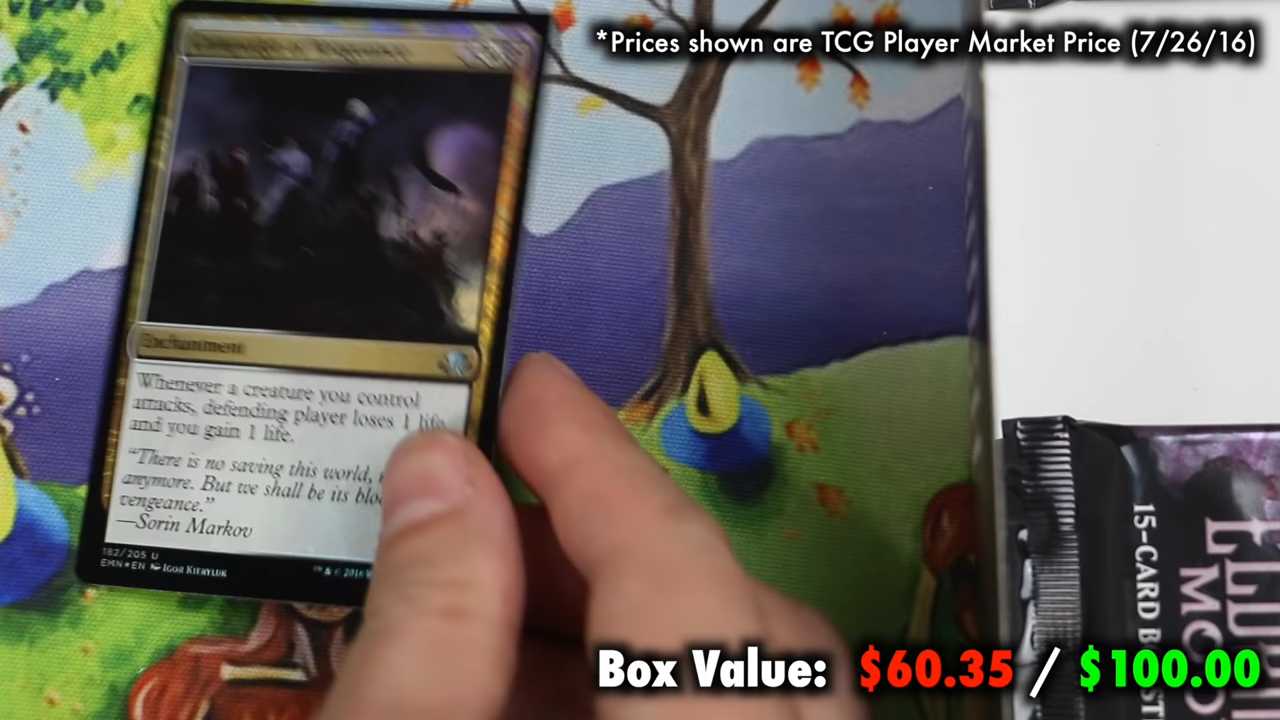 *Prices shown are TCG Player Market Price (7/26/16)
Enchantment
Whenever a creature you control
attacks, defending player loses 1 life
and you gain 1 life.
"There is no saving this world,
anymore. But we shall be its
vengeance."
—Sorin Markov
182/205 U
EMN★EN Igor Kieryluk
™ & © 2016
15-CARD
Box Value: $60.35 / $100.00